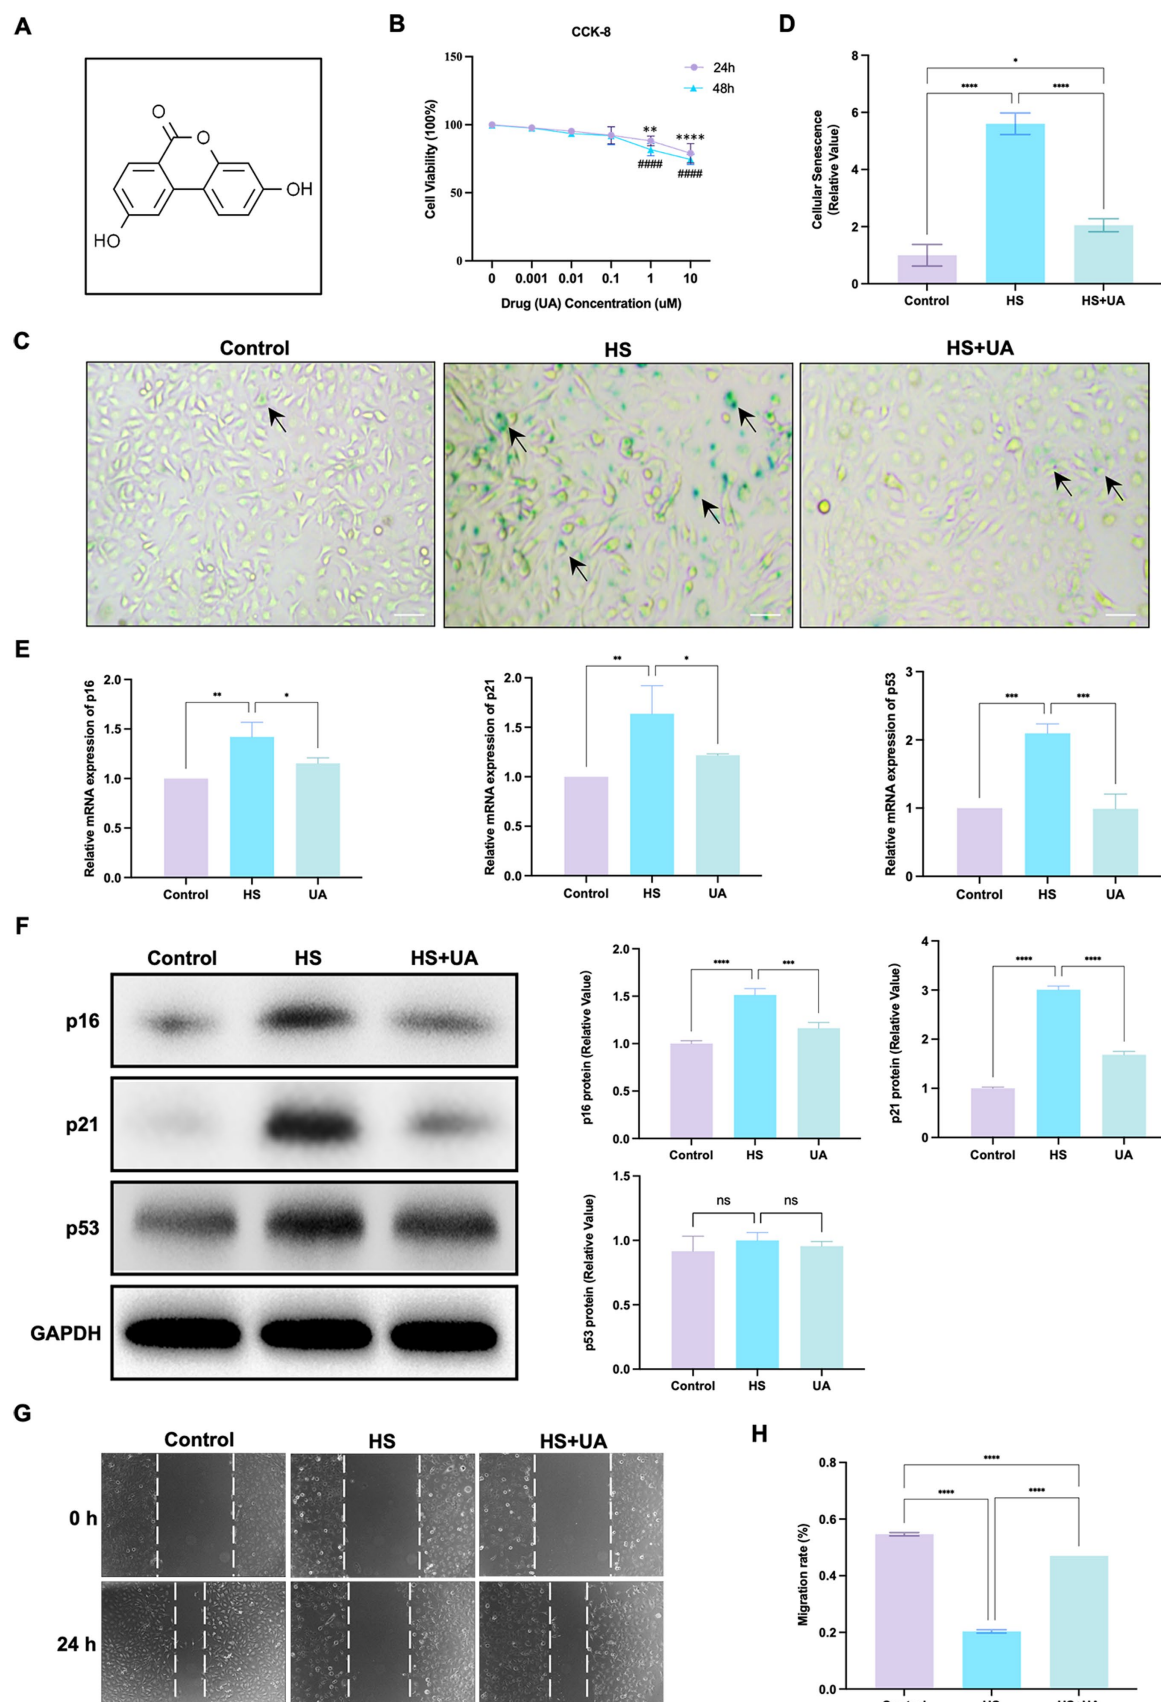 A
O
O
OH
HO
B
CCK-8
24h
48h
Cell Viability (100%)
150
100
50
0
**
****
####
####
0 0.001 0.01 0.1 1 10
Drug (UA) Concentration (uM)
D
Cellular Senescence
(Relative Value)
8
6
4
2
0
*
**** ****
Control HS HS+UA
C
Control HS HS+UA
E
Relative mRNA expression of p16
2.0
1.5
1.0
0.5
0.0
** *
Control HS UA
Relative mRNA expression of p21
2.0
1.5
1.0
0.5
0.0
** *
Control HS UA
Relative mRNA expression of p53
3
2
1
0
*** ***
Control HS UA
F
Control HS HS+UA
p16
p21
p53
GAPDH
p16 protein (Relative Value)
2.0
1.5
1.0
0.5
0.0
**** ***
Control HS UA
p21 protein (Relative Value)
4
3
2
1
0
**** ****
Control HS UA
p53 protein (Relative Value)
1.5
1.0
0.5
0.0
ns ns
Control HS UA
G
Control HS HS+UA
0 h
24 h
H
Migration rate (%)
0.8
0.6
0.4
0.2
0.0
****
**** ****